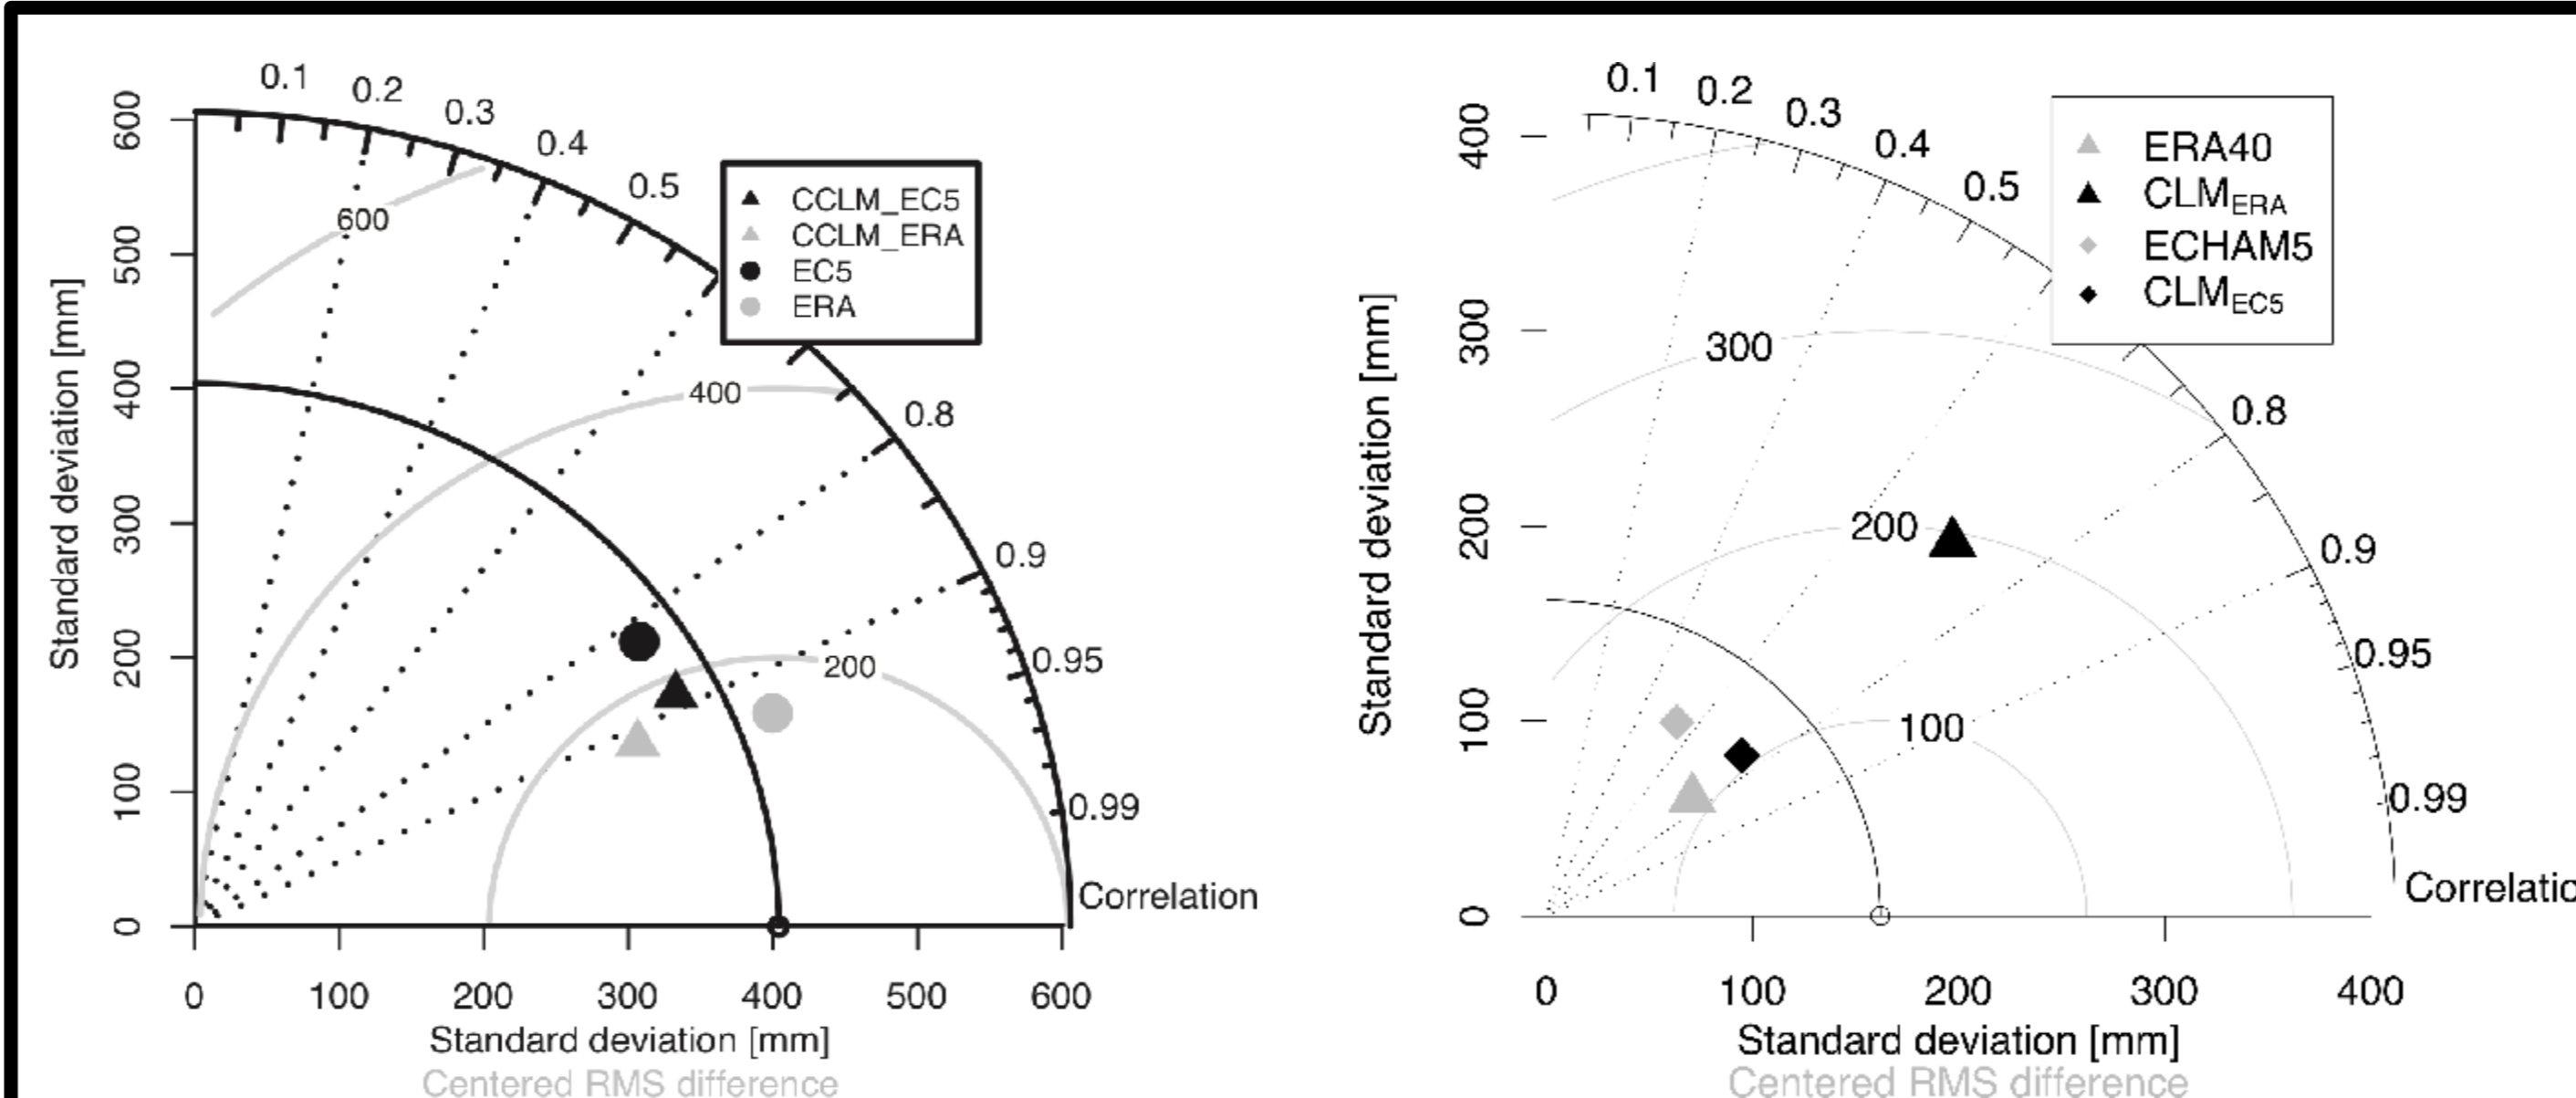 0.1
0.2
0.3
0.4
0.5
0.8
0.9
0.95
0.99
Correlation
CCLM_EC5
CCLM_ERA
EC5
ERA
600
400
200
Standard deviation [mm]
600
500
400
300
200
100
0
0 100 200 300 400 500 600
Standard deviation [mm]
Centered RMS difference
0.1
0.2
0.3
0.4
0.5
0.8
0.9
0.95
0.99
Correlatio
ERA40
CLMERA
ECHAM5
CLMEC5
300
200
100
Standard deviation [mm]
400
300
200
100
0
0 100 200 300 400
Standard deviation [mm]
Centered RMS difference